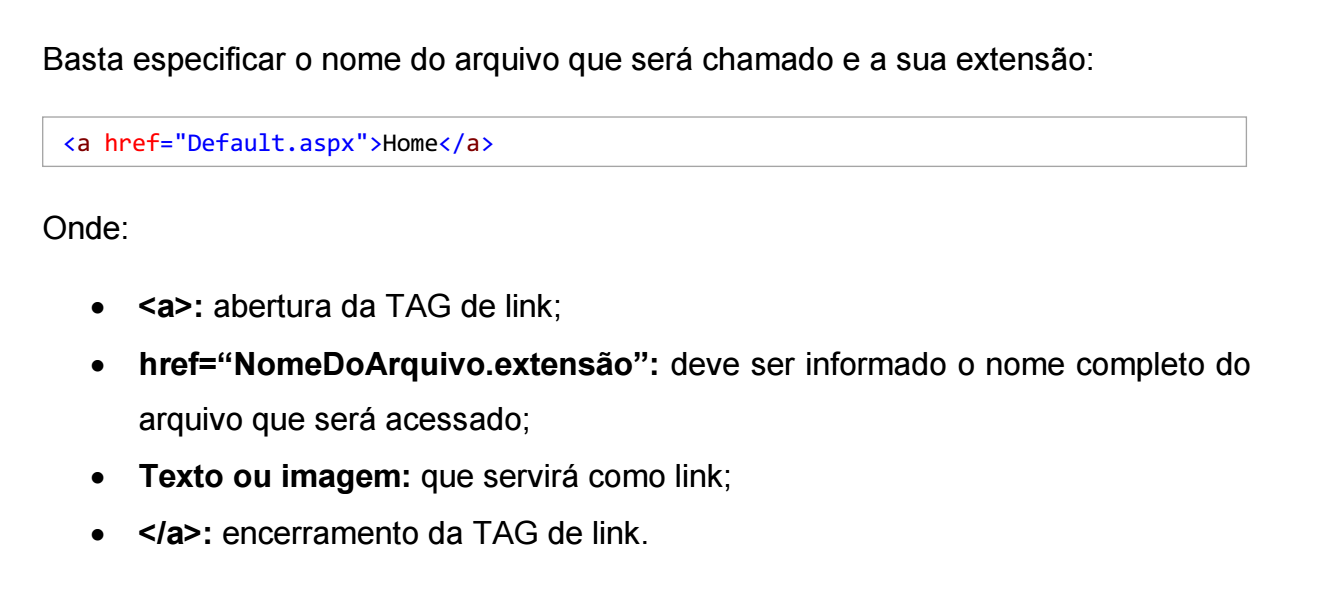 Basta especificar o nome do arquivo que será chamado e a sua extensão:
<a href="Default.aspx">Home</a>
Onde:
• <a>: abertura da TAG de link;
• href=“NomeDoArquivo.extensão”: deve ser informado o nome completo do
arquivo que será acessado;
• Texto ou imagem: que servirá como link;
• </a>: encerramento da TAG de link.